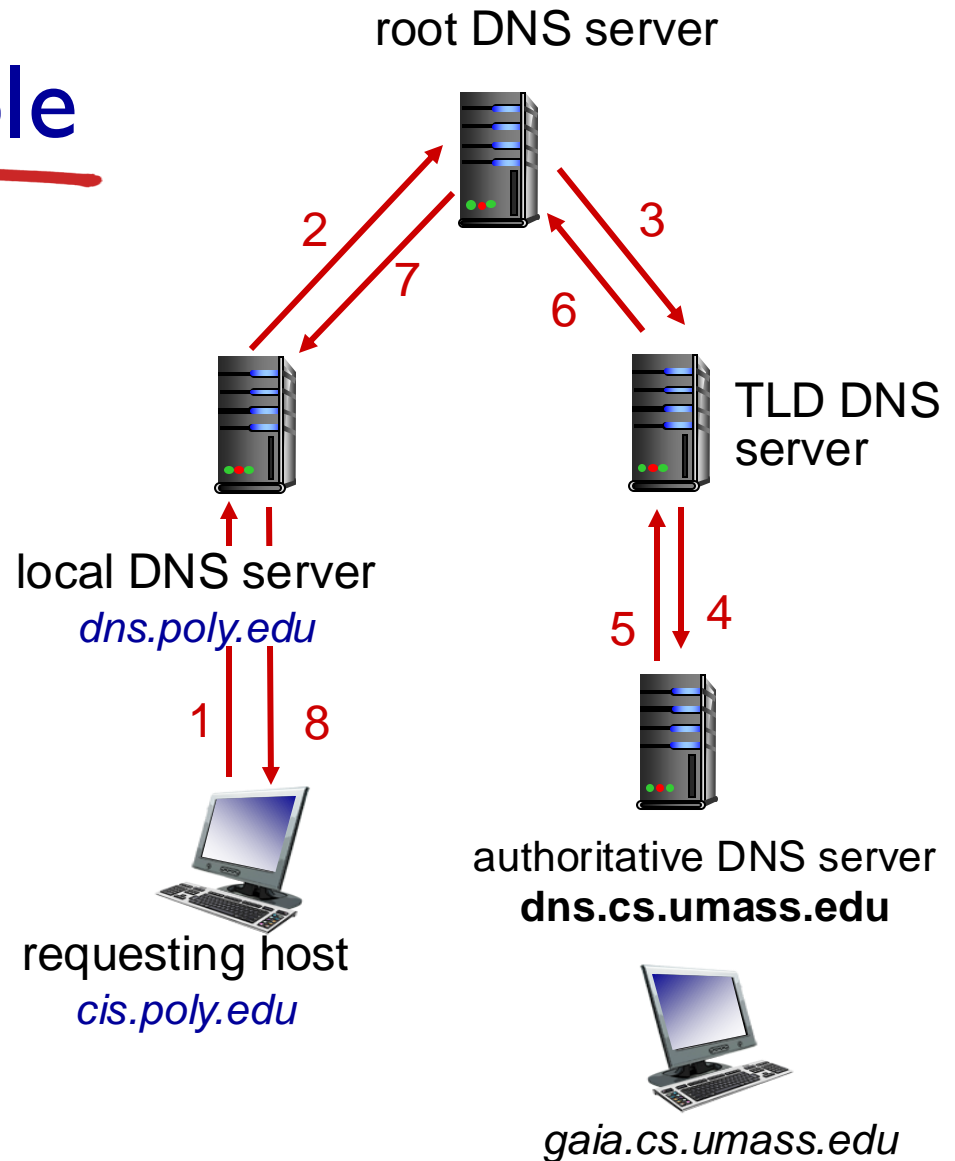 root DNS server
2
7
3
6
TLD DNS
server
local DNS server
dns.poly.edu
5
4
1
8
authoritative DNS server
dns.cs.umass.edu
requesting host
cis.poly.edu
gaia.cs.umass.edu